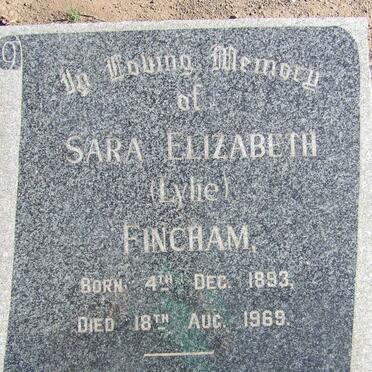 In Loving Memory
of
SARA ELIZABETH
(Lylie)
FINCHAM.
BORN. 4TH DEC. 1893.
DIED 18TH AUG. 1969.